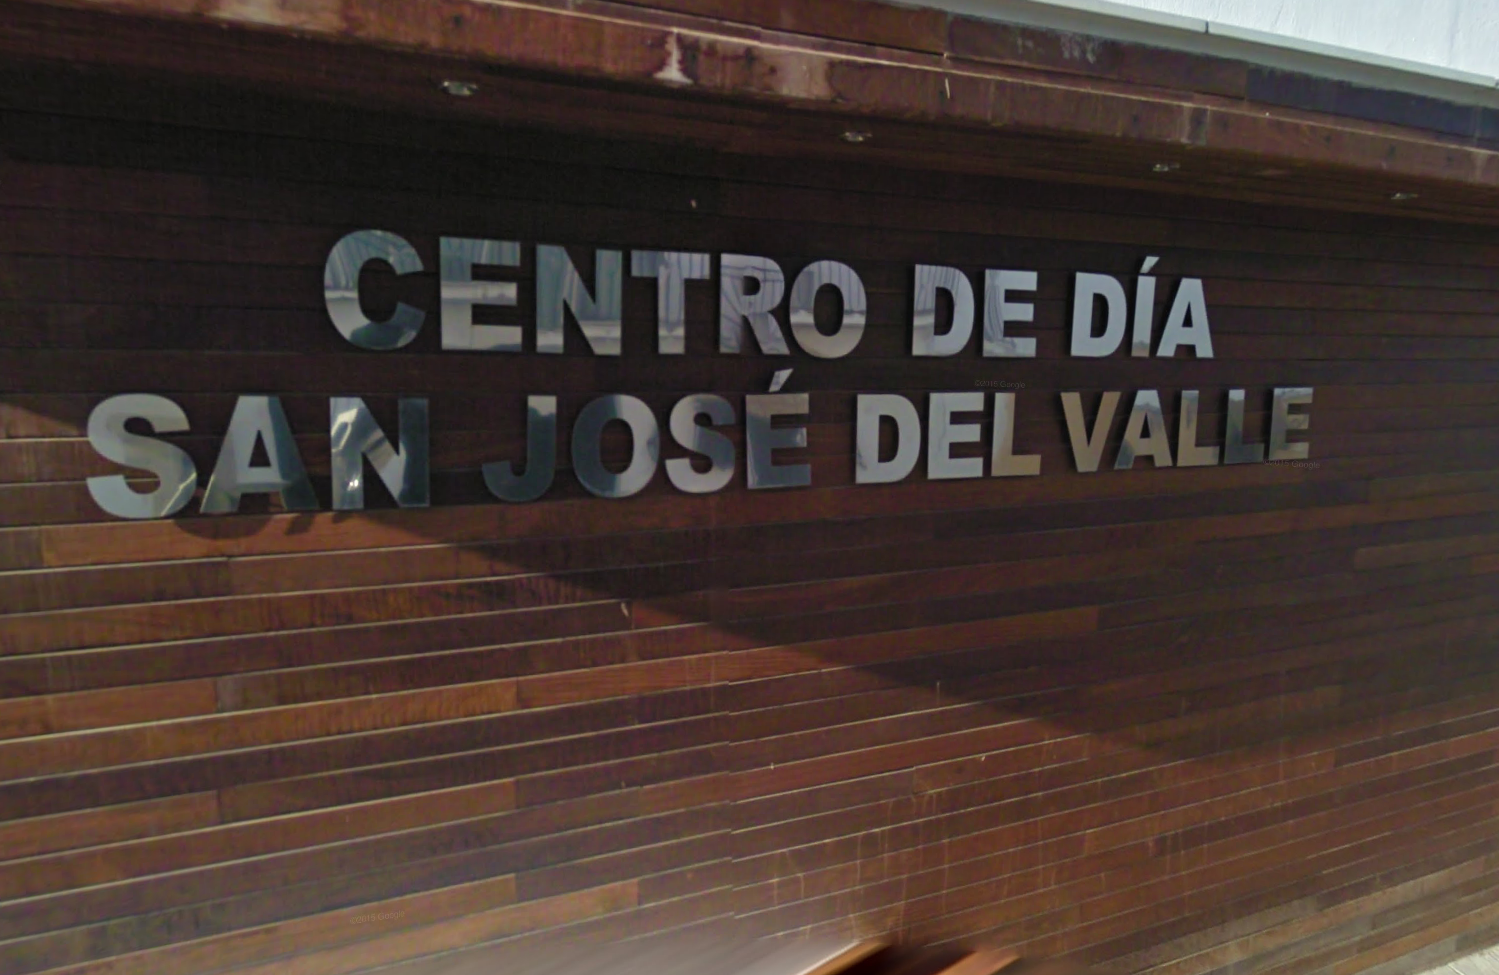 CENTRO DE DÍA
SAN JOSÉ DEL VALLE